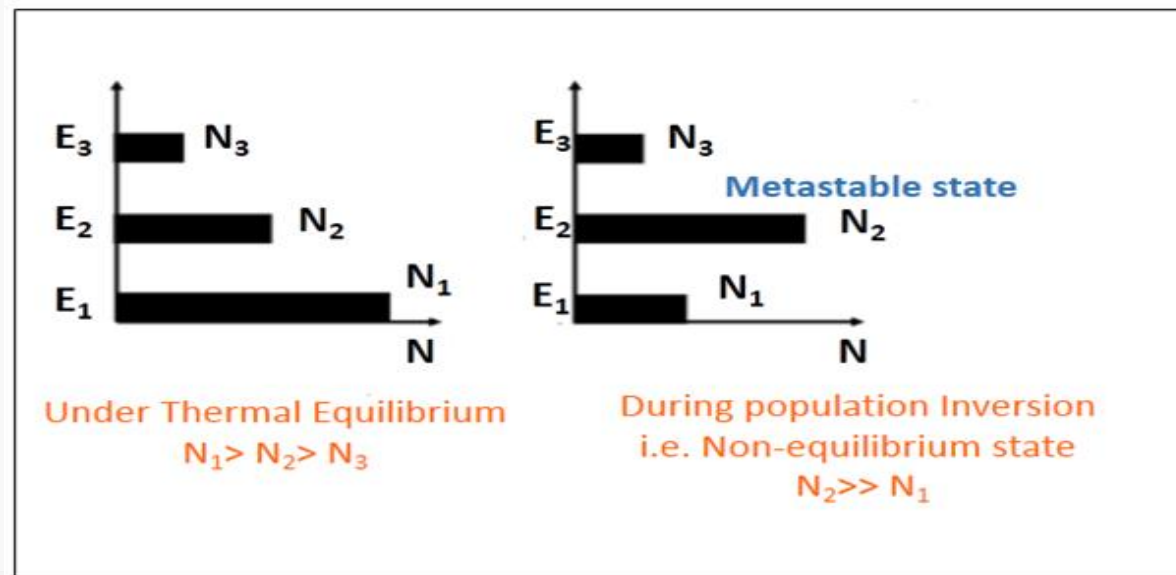 E₃
N₃
E₂
N₂
E₁
N₁
N
Under Thermal Equilibrium
N₁> N₂> N₃
E₃
N₃
Metastable state
E₂
N₂
E₁
N₁
N
During population Inversion
i.e. Non-equilibrium state
N₂>> N₁